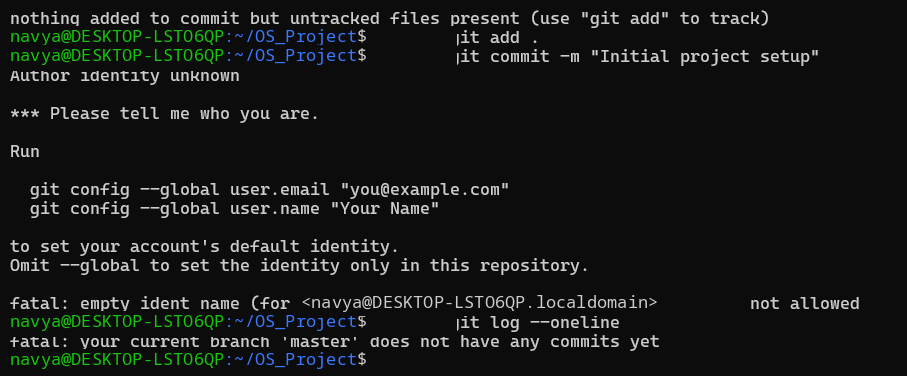 nothing added to commit but untracked files present (use "git add" to track)
navya@DESKTOP-LSTO6QP:~/OS_Project$ git add .
navya@DESKTOP-LSTO6QP:~/OS_Project$ git commit -m "Initial project setup"
Author identity unknown
*** Please tell me who you are.
Run
git config --global user.email "you@example.com"
git config --global user.name "Your Name"
to set your account's default identity.
Omit --global to set the identity only in this repository.
fatal: empty ident name (for <navya@DESKTOP-LSTO6QP.localdomain> not allowed
navya@DESKTOP-LSTO6QP:~/OS_Project$ git log --oneline
fatal: your current branch 'master' does not have any commits yet
navya@DESKTOP-LSTO6QP:~/OS_Project$